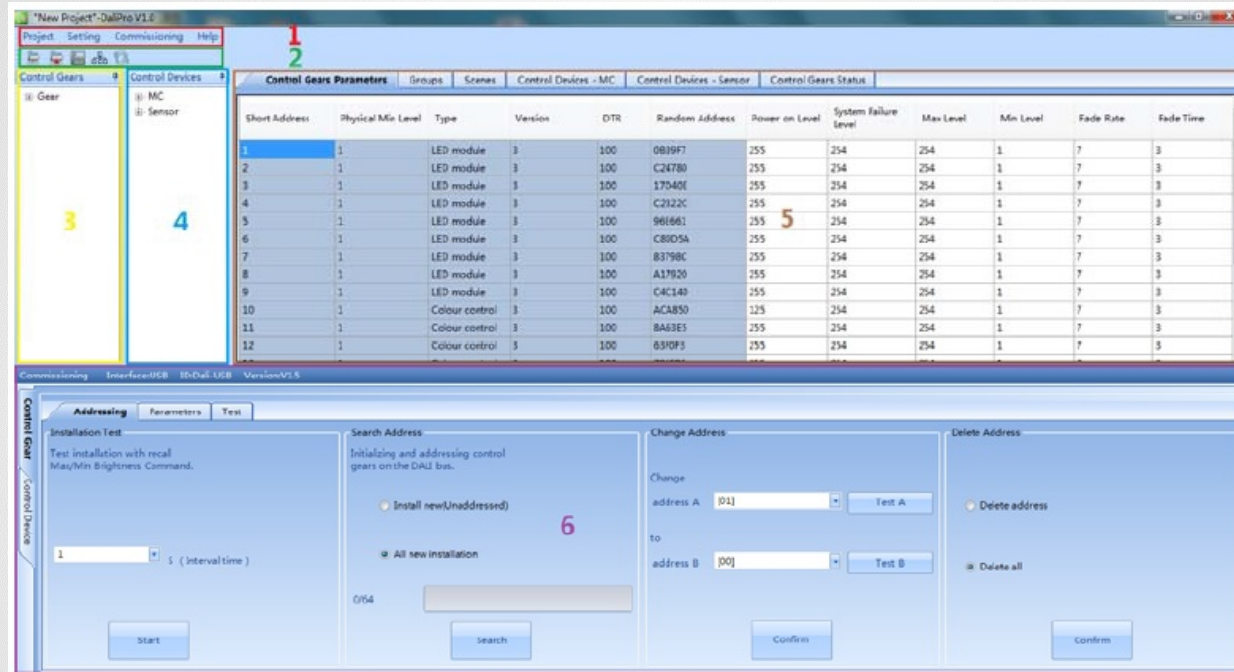 "New Project"-DaliPro V1.0
Project Setting Commissioning Help
1
2
Control Gears Control Devices
Gear
MC
Sensor
3
4
Control Gears Parameters Groups Scenes Control Devices - MC Control Devices - Sensor Control Gears Status
Short Address Physical Min Level Type Version DTR Random Address Power on Level System Failure Level Max Level Min Level Fade Rate Fade Time
1 1 LED module 3 100 0B39F7 255 254 254 1 7 3
2 1 LED module 3 100 C24780 255 254 254 1 7 3
3 1 LED module 3 100 17D40E 255 254 254 1 7 3
4 1 LED module 3 100 C2322C 255 254 254 1 7 3
5 1 LED module 3 100 96E661 255 254 254 1 7 3
5
6 1 LED module 3 100 C80D5A 255 254 254 1 7 3
7 1 LED module 3 100 83798C 255 254 254 1 7 3
8 1 LED module 3 100 A17920 255 254 254 1 7 3
9 1 LED module 3 100 C4C140 255 254 254 1 7 3
10 1 Colour control 3 100 ACA850 125 254 254 1 7 3
11 1 Colour control 3 100 8A63E5 255 254 254 1 7 3
12 1 Colour control 3 100 255 254 254 1 7 3
Commissioning Interface:USB ID:Dali-USB Version:V1.5
Control Gear
Control Device
Addressing Parameters Test
Installation Test
Test installation with recall
Max/Min Brightness Command.
1 S ( Interval time )
Start
Search Address
Initializing and addressing control
gears on the DALI bus.
Install new(Unaddressed)
6
All new installation
0/64
Search
Change Address
Change
address A [01] Test A
to
address B [00] Test B
Confirm
Delete Address
Delete address
Delete all
Confirm